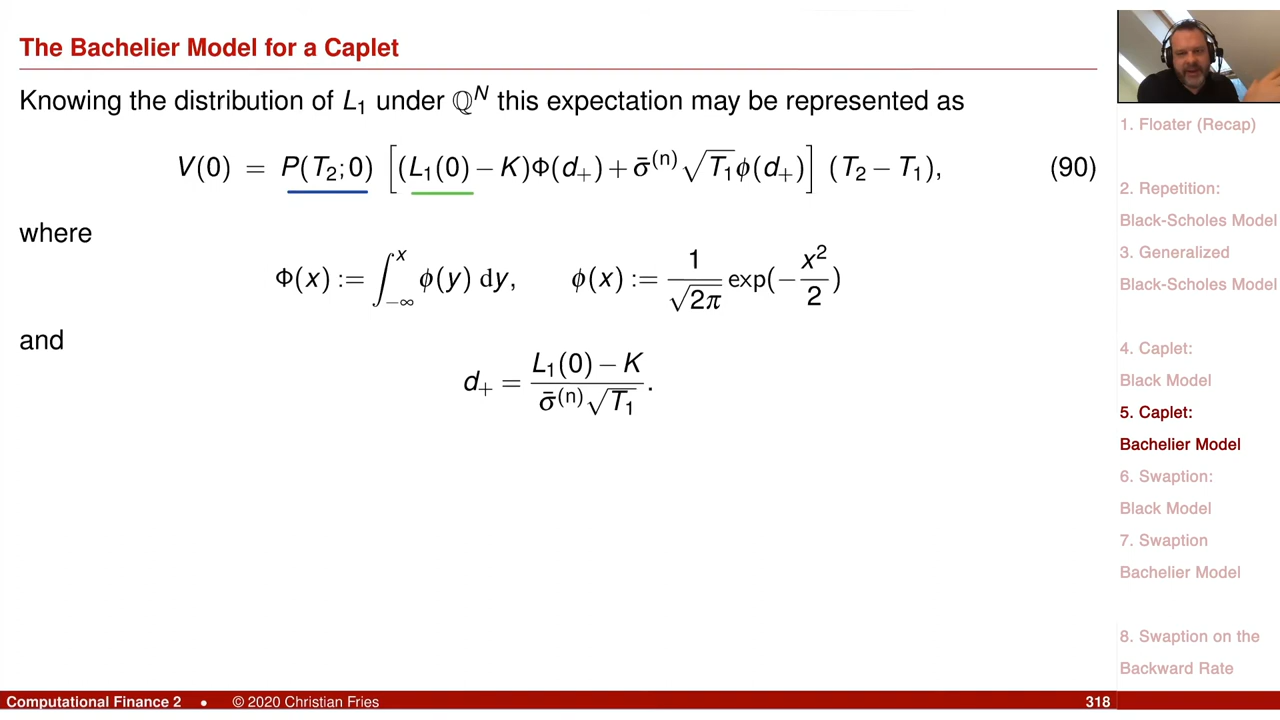 The Bachelier Model for a Caplet
Knowing the distribution of L₁ under ℚᴺ this expectation may be represented as
V(0) = P(T₂;0) [(L₁(0) − K)Φ(d₊) + σ̄⁽ⁿ⁾ √T₁ ϕ(d₊)] (T₂ − T₁), (90)
where
Φ(x) := ∫_{−∞}^{x} ϕ(y) dy, ϕ(x) := 1/√(2π) exp(−x²/2)
and
d₊ = (L₁(0) − K)/(σ̄⁽ⁿ⁾ √T₁).
1. Floater (Recap)
2. Repetition:
Black-Scholes Model
3. Generalized
Black-Scholes Model
4. Caplet:
Black Model
5. Caplet:
Bachelier Model
6. Swaption:
Black Model
7. Swaption
Bachelier Model
8. Swaption on the
Backward Rate
Computational Finance 2 • © 2020 Christian Fries 318